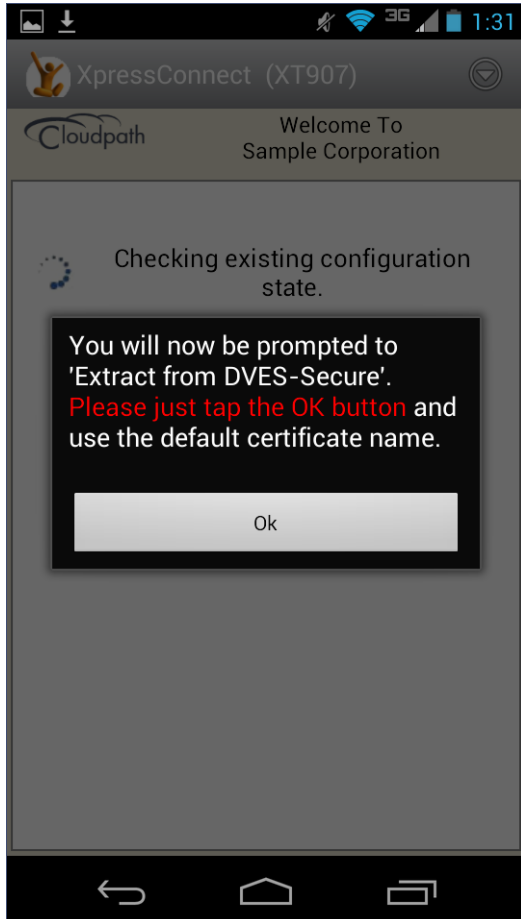 3G 1:31
XpressConnect (XT907)
Cloudpath
Welcome To
Sample Corporation
Checking existing configuration
state.
You will now be prompted to
'Extract from DVES-Secure'.
Please just tap the OK button and
use the default certificate name.
Ok